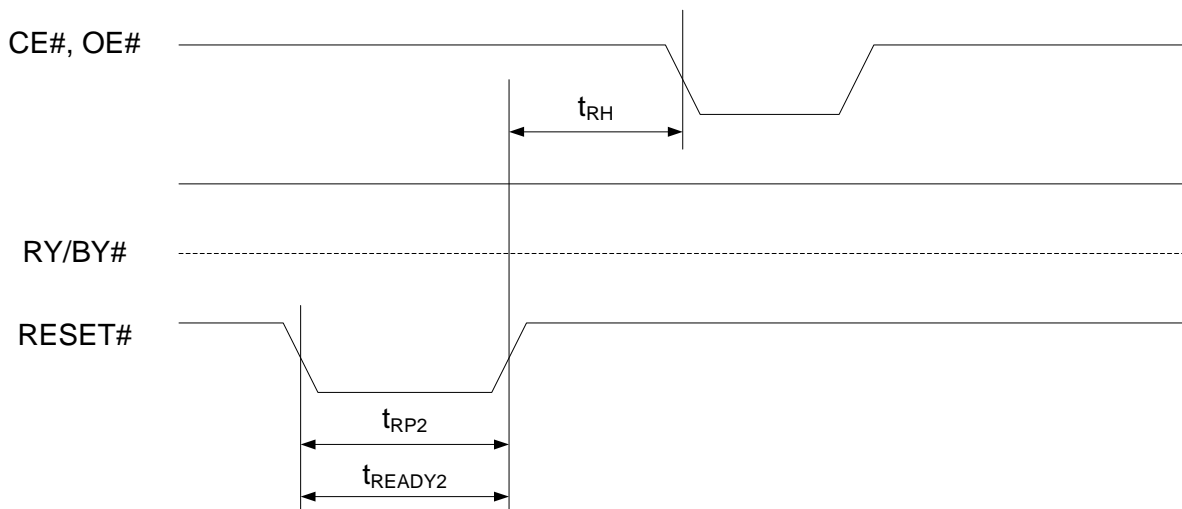 CE#, OE#
tRH
RY/BY#
RESET#
tRP2
tREADY2